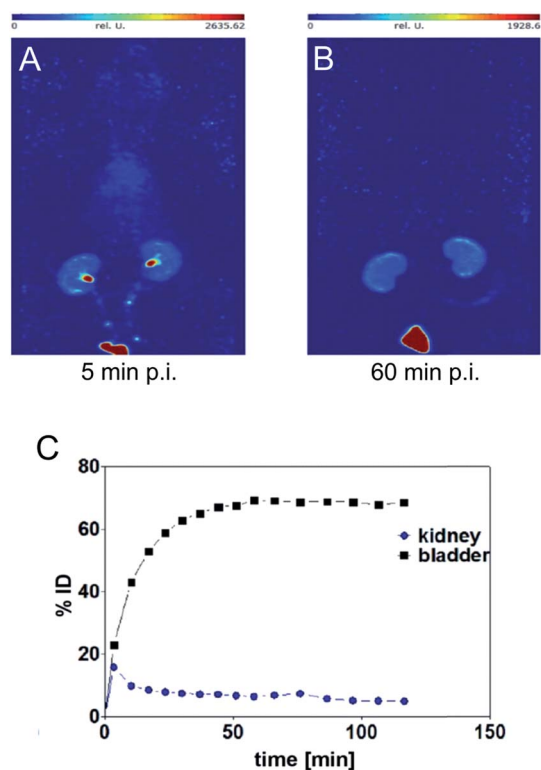 0 rel. U. 2635.62
0 rel. U. 1928.6
A
B
5 min p.i.
60 min p.i.
C
80
60
40
20
0
% ID
kidney
bladder
0 50 100 150
time [min]